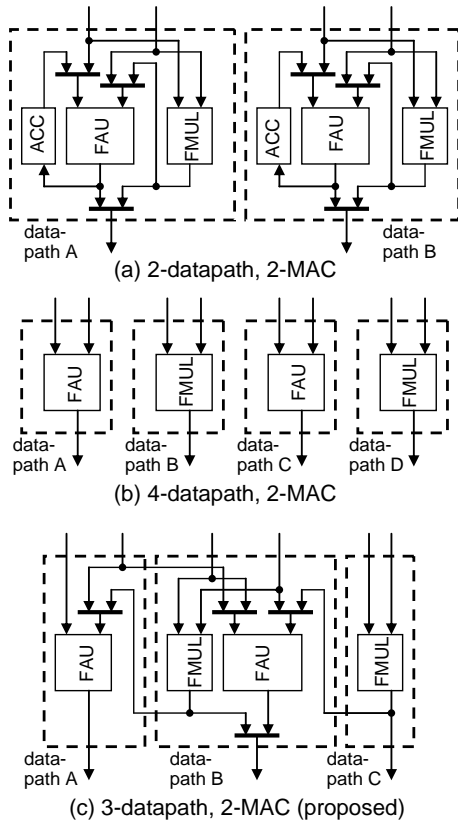 ACC
FAU
FMUL
ACC
FAU
FMUL
data-
path A
data-
path B
(a) 2-datapath, 2-MAC
FAU
FMUL
FAU
FMUL
data-
path A
data-
path B
data-
path C
data-
path D
(b) 4-datapath, 2-MAC
FAU
FMUL
FAU
FMUL
data-
path A
data-
path B
data-
path C
(c) 3-datapath, 2-MAC (proposed)